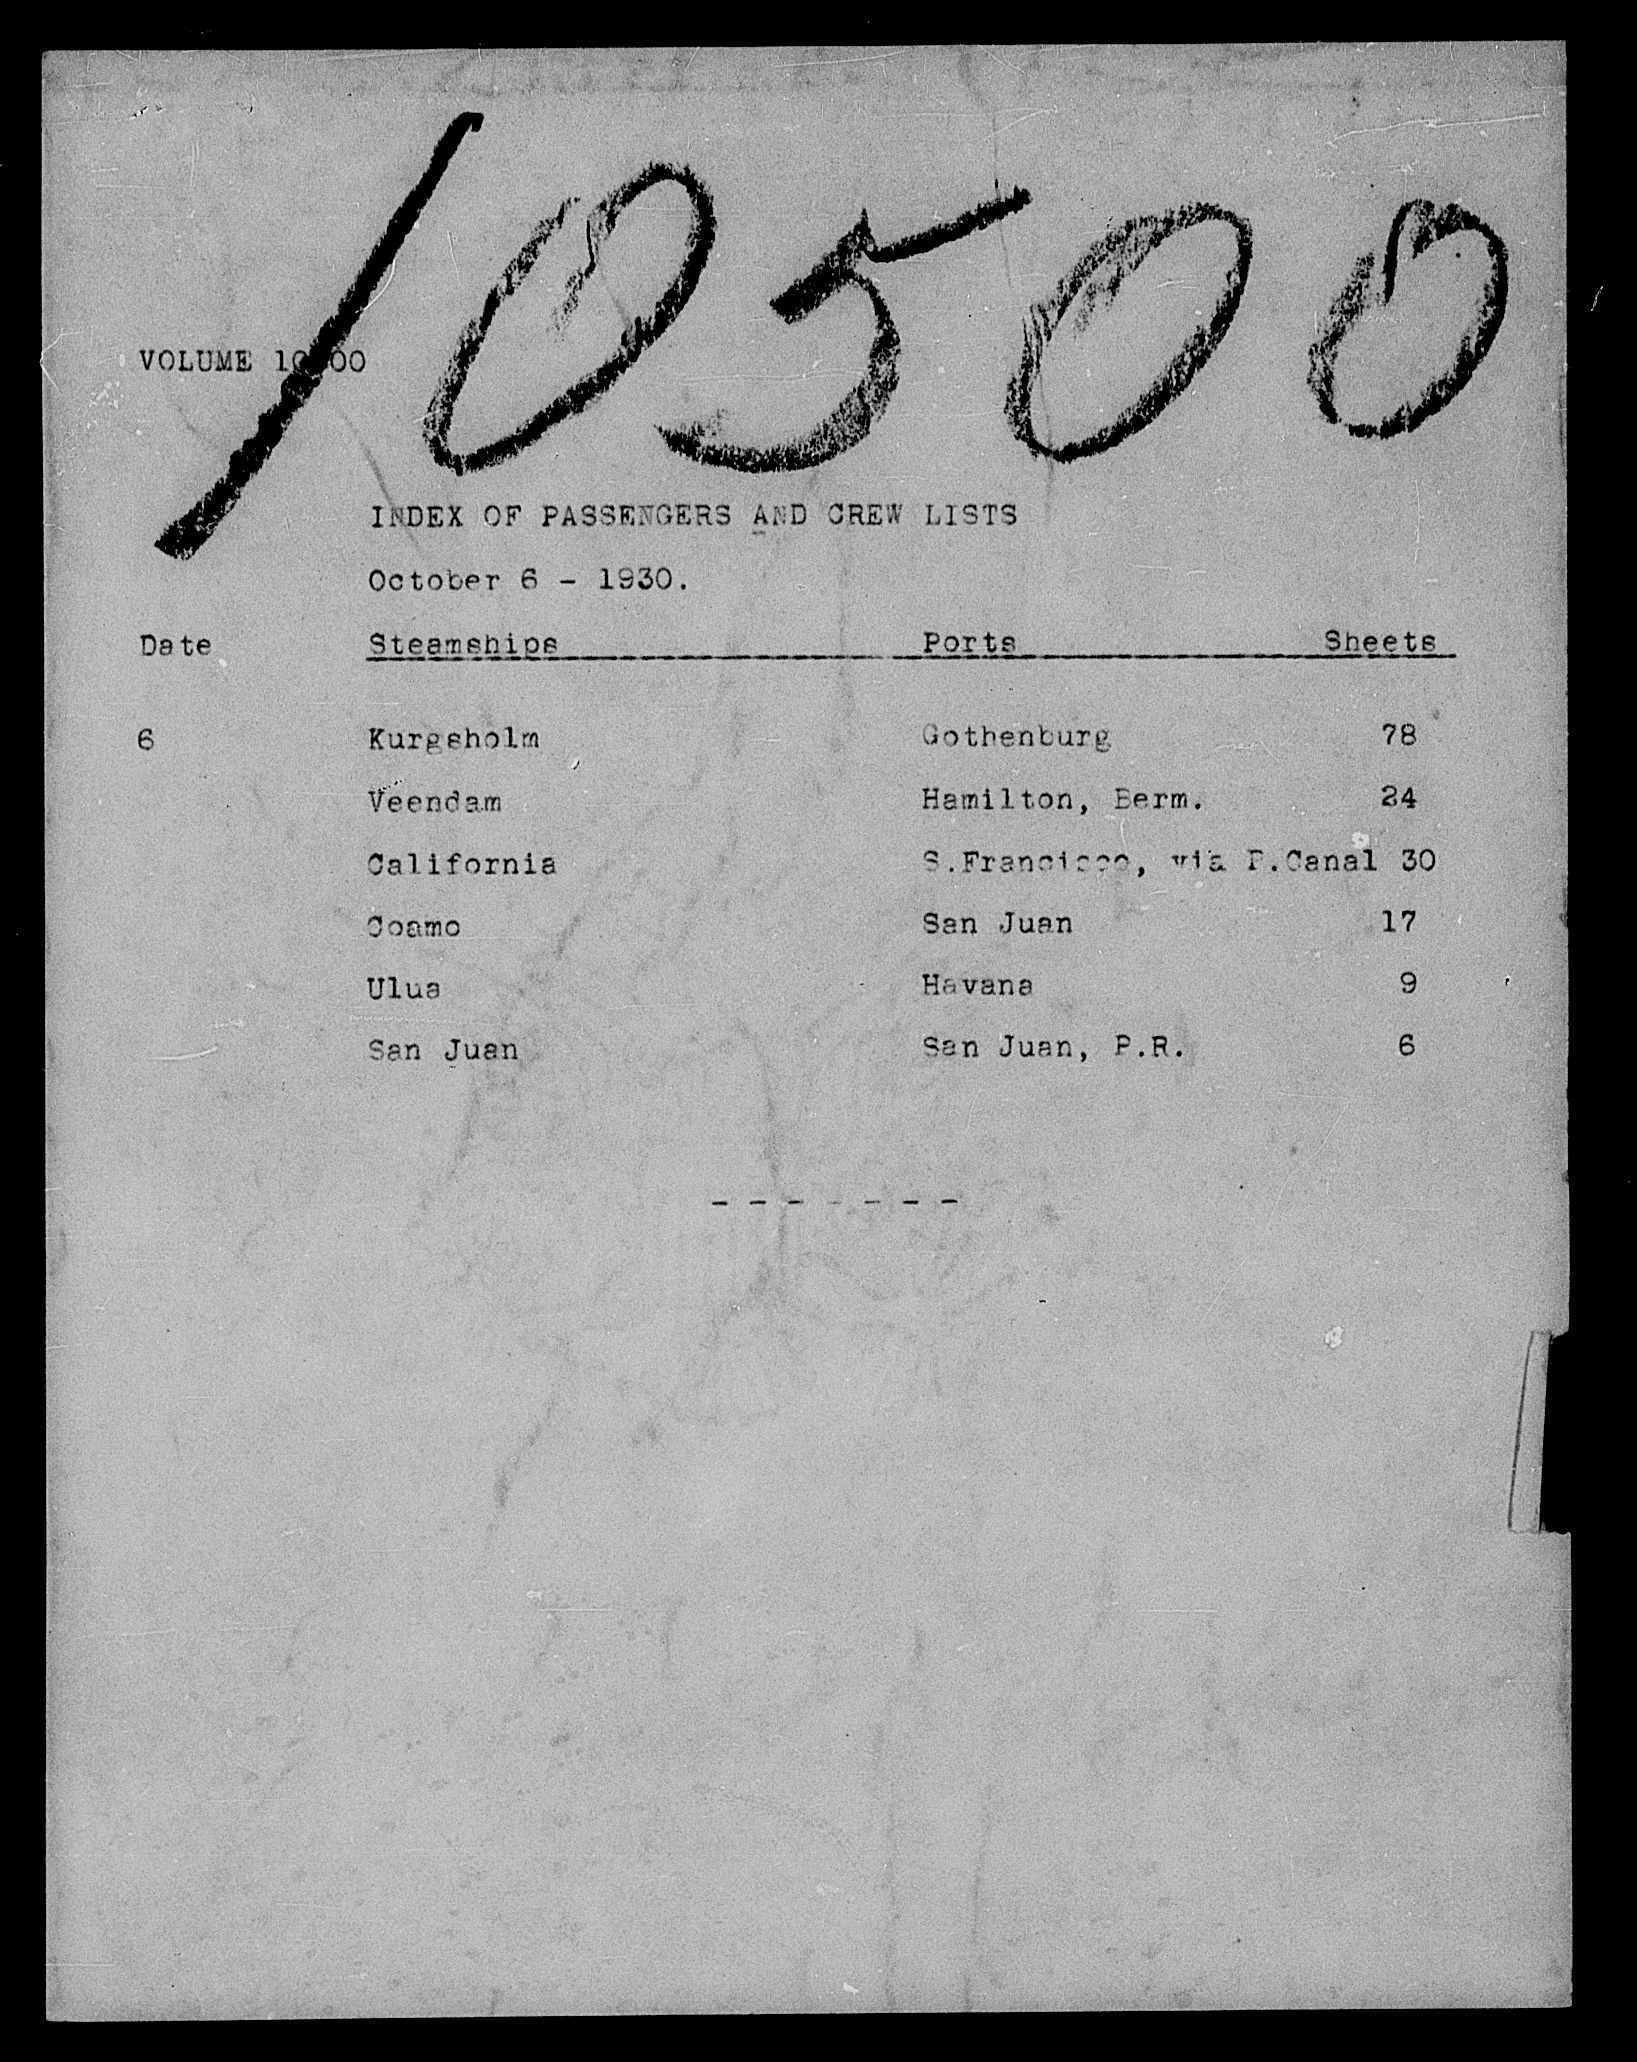 10500
VOLUME 10500
INDEX OF PASSENGERS AND CREW LISTS
October 6 - 1930.
Date Steamships Ports Sheets
6 Kurgsholm Gothenburg 78
Veendam Hamilton, Berm. 24
California S.Francisco, via P.Canal 30
Coamo San Juan 17
Ulua Havana 9
San Juan San Juan, P.R. 6
- - - - - - -